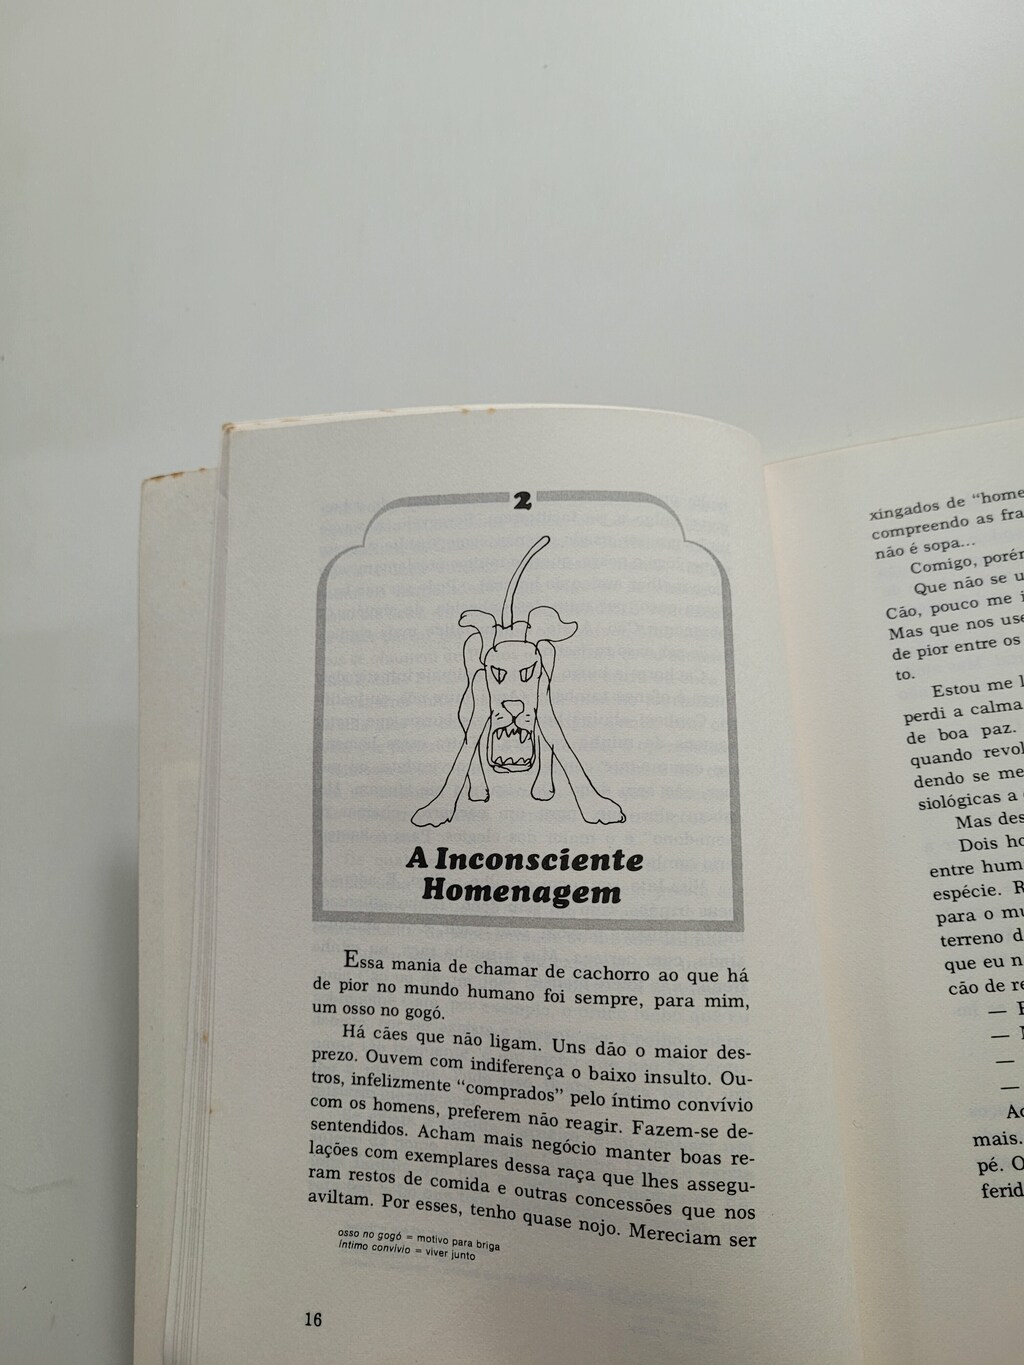 2
A Inconsciente
Homenagem
Essa mania de chamar de cachorro ao que há
de pior no mundo humano foi sempre, para mim,
um osso no gogó.
Há cães que não ligam. Uns dão o maior des-
prezo. Ouvem com indiferença o baixo insulto. Ou-
tros, infelizmente "comprados" pelo íntimo convívio
com os homens, preferem não reagir. Fazem-se de-
sentendidos. Acham mais negócio manter boas re-
lações com exemplares dessa raça que lhes assegu-
ram restos de comida e outras concessões que nos
aviltam. Por esses, tenho quase nojo. Mereciam ser
osso no gogó = motivo para briga
íntimo convívio = viver junto
16
xingados de "home
compreendo as fra
não é sopa...
Comigo, porém
Que não se u
Cão, pouco me i
Mas que nos use
de pior entre os
to.
Estou me l
perdi a calma
de boa paz.
quando revol
dendo se me
siológicas a
Mas des
Dois ho
entre hum
espécie. R
para o mu
terreno d
que eu n
cão de re
—
—
—
—
Ac
mais.
pé. O
ferid